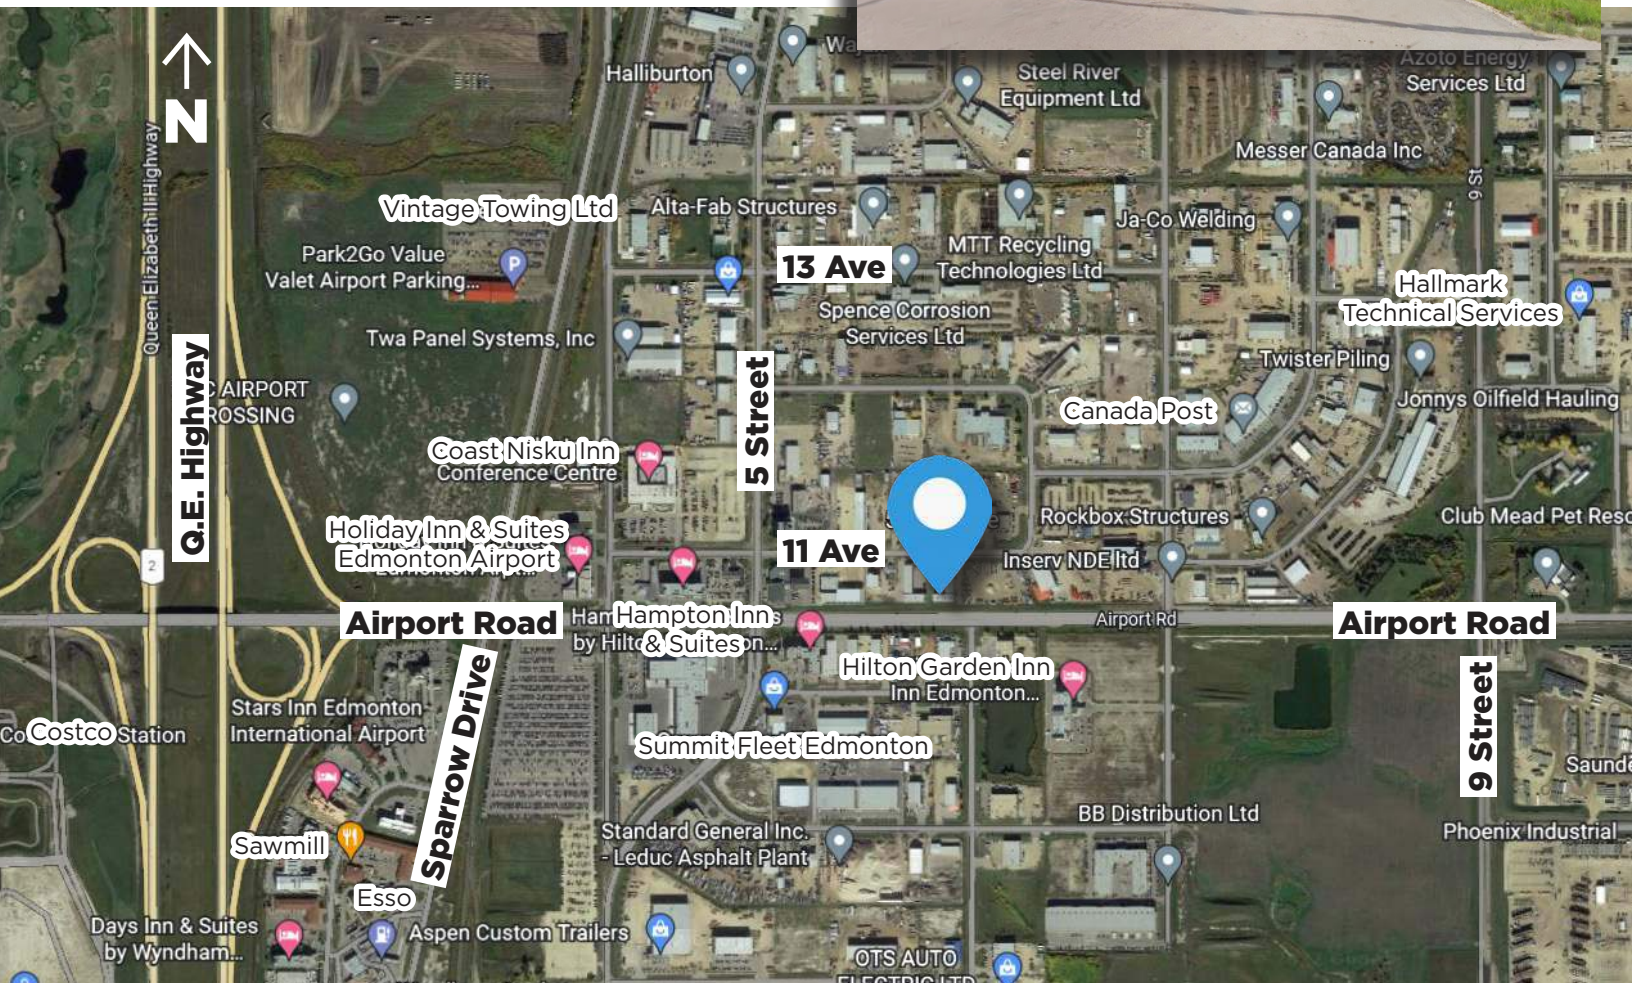 N
Halliburton
Steel River
Equipment Ltd
Azoto Energy
Services Ltd
Messer Canada Inc
Queen Elizabeth II Highway
Vintage Towing Ltd
Alta-Fab Structures
Ja-Co Welding
9 St
Park2Go Value
Valet Airport Parking...
13 Ave
MTT Recycling
Technologies Ltd
Hallmark
Technical Services
Spence Corrosion
Services Ltd
Twa Panel Systems, Inc
Twister Piling
Q.E. Highway
C AIRPORT
ROSSING
5 Street
Jonnys Oilfield Hauling
Canada Post
Coast Nisku Inn
Conference Centre
Rockbox Structures
Club Mead Pet Reso
Holiday Inn & Suites
Edmonton Airport
11 Ave
Inserv NDE ltd
2
Airport Road
Hampton Inn
& Suites
by Hilto
Airport Rd
Airport Road
Sparrow Drive
Hilton Garden Inn
Inn Edmonton...
9 Street
Stars Inn Edmonton
International Airport
Co Costco Station
Summit Fleet Edmonton
Saunde
BB Distribution Ltd
Sawmill
Standard General Inc.
- Leduc Asphalt Plant
Phoenix Industrial...
Esso
Days Inn & Suites
by Wyndham...
Aspen Custom Trailers
OTS AUTO
ELECTRIC LTD